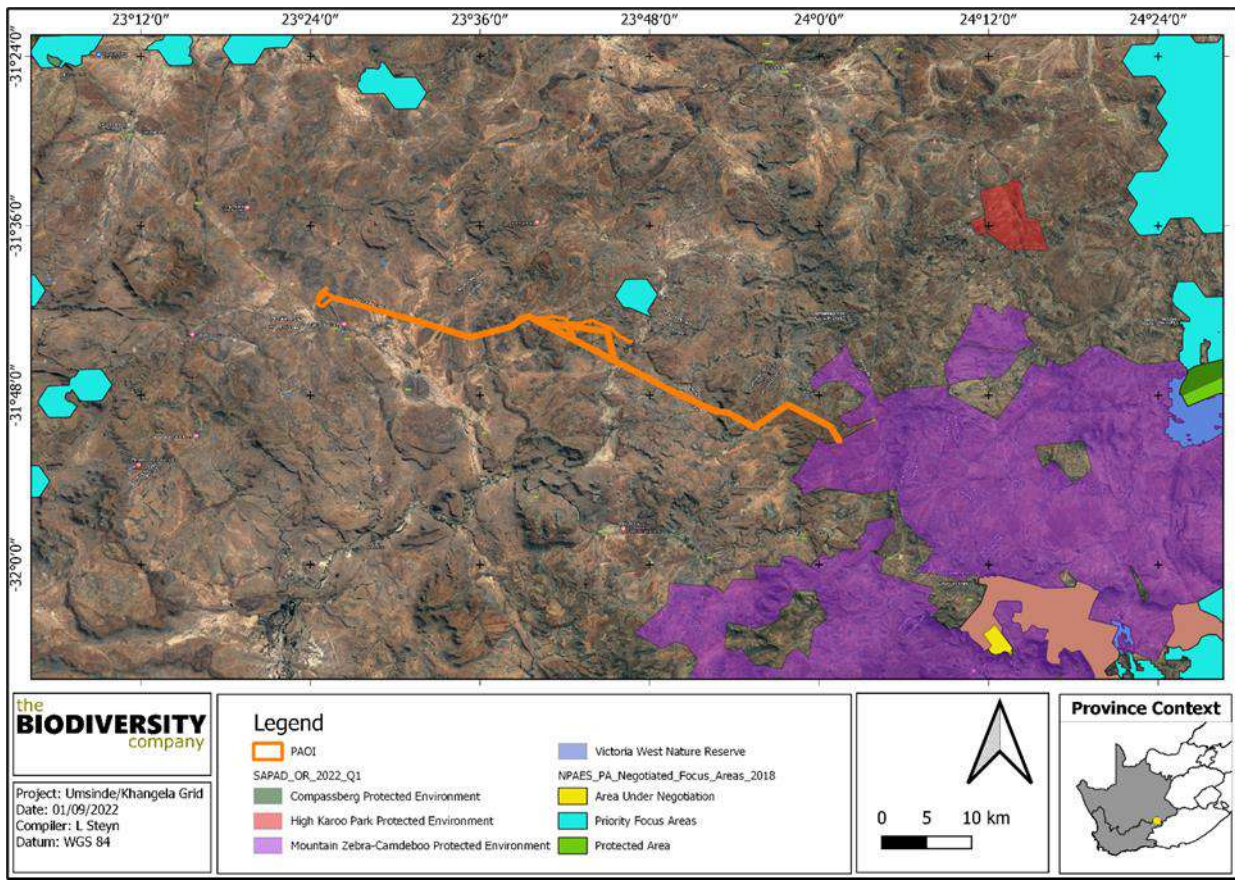 23°12′0″ 23°24′0″ 23°36′0″ 23°48′0″ 24°0′0″ 24°12′0″ 24°24′0″
-31°24′0″
-31°36′0″
-31°48′0″
-32°0′0″
the
BIODIVERSITY
company
Project: Umsinde/Khangela Grid
Date: 01/09/2022
Compiler: L Steyn
Datum: WGS 84
Legend
PAOI
SAPAD_OR_2022_Q1
Compassberg Protected Environment
High Karoo Park Protected Environment
Mountain Zebra-Camdeboo Protected Environment
Victoria West Nature Reserve
NPAES_PA_Negotiated_Focus_Areas_2018
Area Under Negotiation
Priority Focus Areas
Protected Area
0 5 10 km
Province Context